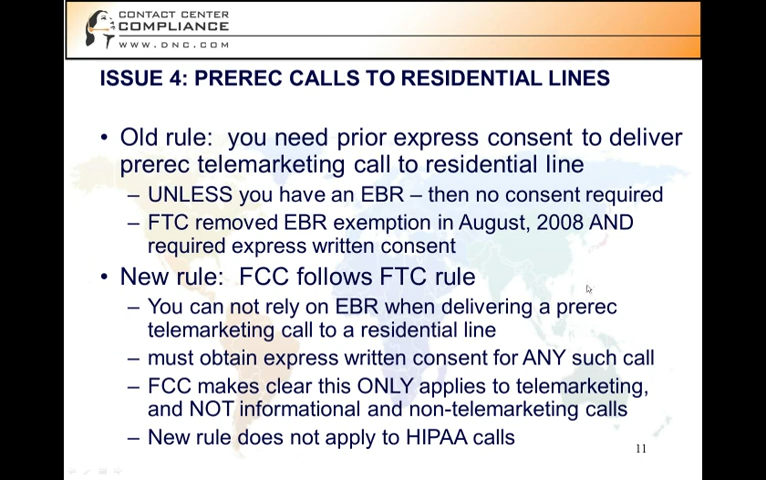 CONTACT CENTER
COMPLIANCE
WWW.DNC.COM
ISSUE 4: PREREC CALLS TO RESIDENTIAL LINES
• Old rule: you need prior express consent to deliver
prerec telemarketing call to residential line
– UNLESS you have an EBR – then no consent required
– FTC removed EBR exemption in August, 2008 AND
required express written consent
• New rule: FCC follows FTC rule
– You can not rely on EBR when delivering a prerec
telemarketing call to a residential line
– must obtain express written consent for ANY such call
– FCC makes clear this ONLY applies to telemarketing,
and NOT informational and non-telemarketing calls
– New rule does not apply to HIPAA calls
11